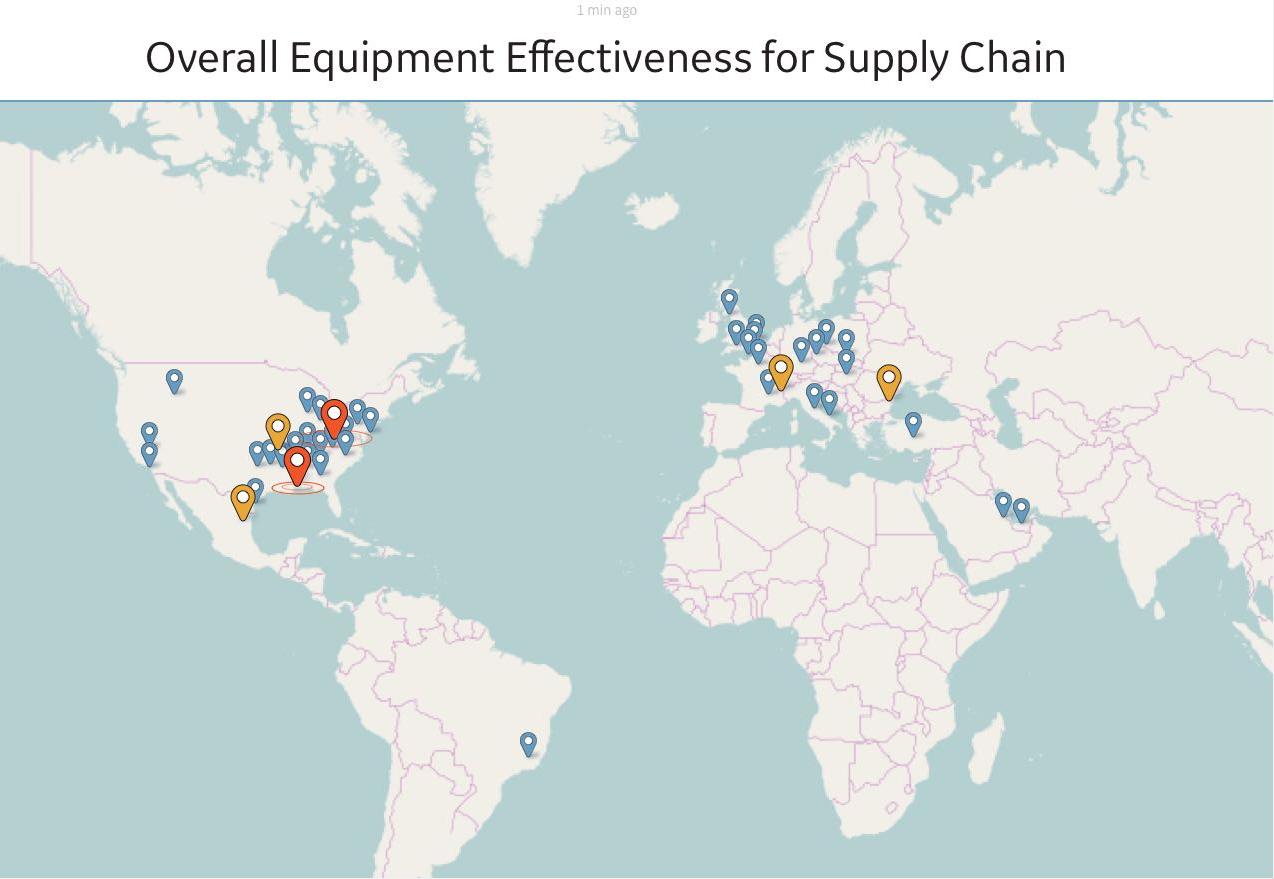 1 min ago
Overall Equipment Effectiveness for Supply Chain